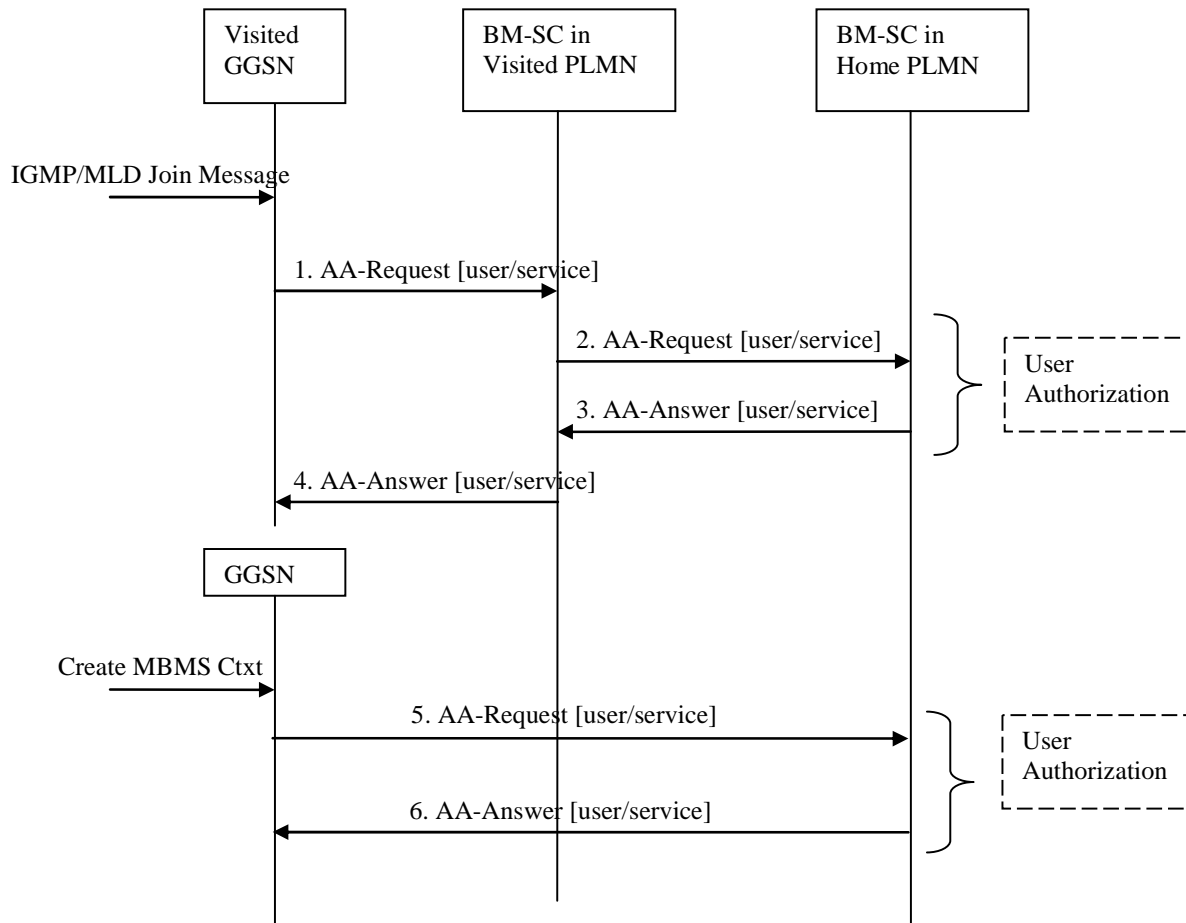 Visited
GGSN
BM-SC in
Visited PLMN
BM-SC in
Home PLMN
IGMP/MLD Join Message
1. AA-Request [user/service]
2. AA-Request [user/service]
User
Authorization
3. AA-Answer [user/service]
4. AA-Answer [user/service]
GGSN
Create MBMS Ctxt
5. AA-Request [user/service]
User
Authorization
6. AA-Answer [user/service]